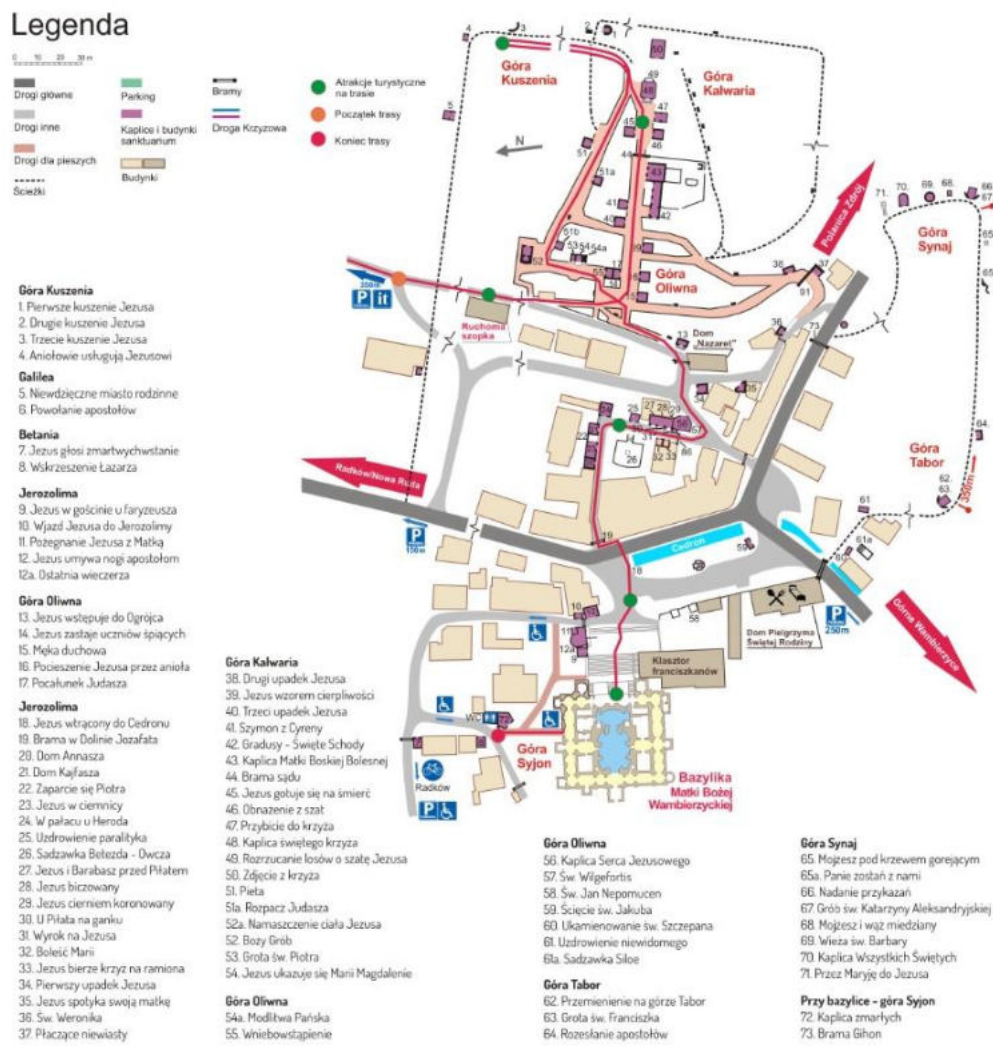 Legenda
0 10 20 30 m
Drogi główne
Drogi inne
Drogi dla pieszych
Ścieżki
Parking
Kaplice i budynki
sanktuarium
Budynki
Bramy
Droga Krzyżowa
Atrakcje turystyczne
na trasie
Początek trasy
Koniec trasy
N
Góra
Kuszenia
Góra
Kalwaria
Góra
Oliwna
Góra
Synaj
Góra
Tabor
Góra
Syjon
Polanica Zdrój
Radków/Nowa Ruda
Górne Wambierzyce
350m
P it
Ruchoma
szopka
Dom
„Nazaret"
Cedron
P
150m
P
250m
350m
Dom Pielgrzyma
Świętej Rodziny
Klasztor
franciszkanów
WC
Radków
P
Bazylika
Matki Bożej
Wambierzyckiej
Góra Kuszenia
1. Pierwsze kuszenie Jezusa
2. Drugie kuszenie Jezusa
3. Trzecie kuszenie Jezusa
4. Aniołowie usługują Jezusowi
Galilea
5. Niewdzięczne miasto rodzinne
6. Powołanie apostołów
Betania
7. Jezus głosi zmartwychwstanie
8. Wskrzeszenie Łazarza
Jerozolima
9. Jezus w gościnie u faryzeusza
10. Wjazd Jezusa do Jerozolimy
11. Pożegnanie Jezusa z Matką
12. Jezus umywa nogi apostołom
12a. Ostatnia wieczerza
Góra Oliwna
13. Jezus wstępuje do Ogrójca
14. Jezus zastaje uczniów śpiących
15. Męka duchowa
16. Pocieszenie Jezusa przez anioła
17. Pocałunek Judasza
Jerozolima
18. Jezus wtrącony do Cedronu
19. Brama w Dolinie Jozafata
20. Dom Annasza
21. Dom Kajfasza
22. Zaparcie się Piotra
23. Jezus w ciemnicy
24. W pałacu u Heroda
25. Uzdrowienie paralityka
26. Sadzawka Betezda - Owcza
27. Jezus i Barabasz przed Piłatem
28. Jezus biczowany
29. Jezus cierniem koronowany
30. U Piłata na ganku
31. Wyrok na Jezusa
32. Boleść Marii
33. Jezus bierze krzyż na ramiona
34. Pierwszy upadek Jezusa
35. Jezus spotyka swoją matkę
36. Św. Weronika
37. Płaczące niewiasty
Góra Kalwaria
38. Drugi upadek Jezusa
39. Jezus wzorem cierpliwości
40. Trzeci upadek Jezusa
41. Szymon z Cyreny
42. Gradusy - Święte Schody
43. Kaplica Matki Boskiej Bolesnej
44. Brama sądu
45. Jezus gotuje się na śmierć
46. Obnażenie z szat
47. Przybicie do krzyża
48. Kaplica świętego krzyża
49. Rozrzucanie losów o szatę Jezusa
50. Zdjęcie z krzyża
51. Pieta
51a. Rozpacz Judasza
52a. Namaszczenie ciała Jezusa
52. Boży Grób
53. Grota św. Piotra
54. Jezus ukazuje się Marii Magdalenie
Góra Oliwna
54a. Modlitwa Pańska
55. Wniebowstąpienie
Góra Oliwna
56. Kaplica Serca Jezusowego
57. Św. Wilgefortis
58. Św. Jan Nepomucen
59. Ścięcie św. Jakuba
60. Ukamienowanie św. Szczepana
61. Uzdrowienie niewidomego
61a. Sadzawka Siloe
Góra Tabor
62. Przemienienie na górze Tabor
63. Grota św. Franciszka
64. Rozesłanie apostołów
Góra Synaj
65. Mojżesz pod krzewem gorejącym
65a. Panie zostań z nami
66. Nadanie przykazań
67. Grób św. Katarzyny Aleksandryjskiej
68. Mojżesz i wąż miedziany
69. Wieża św. Barbary
70. Kaplica Wszystkich Świętych
71. Przez Maryję do Jezusa
Przy bazylice - góra Syjon
72. Kaplica zmarłych
73. Brama Gihon